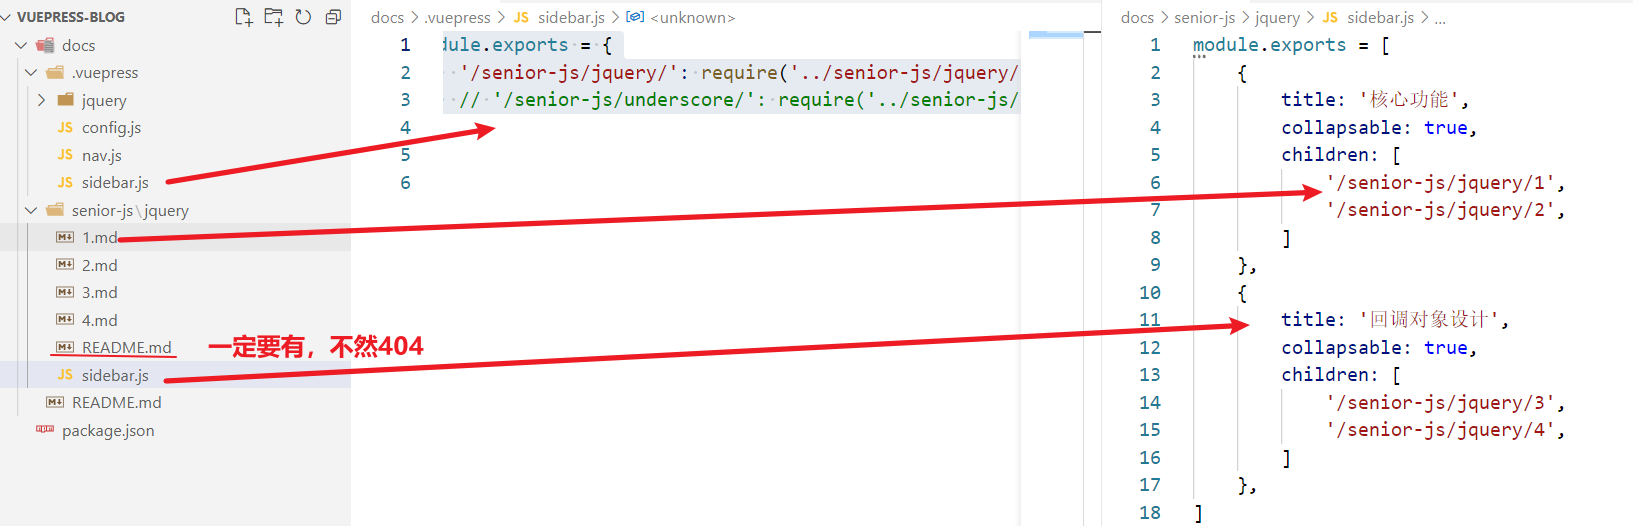 VUEPRESS-BLOG
docs
.vuepress
jquery
JS config.js
JS nav.js
JS sidebar.js
senior-js\jquery
1.md
2.md
3.md
4.md
README.md
一定要有，不然404
JS sidebar.js
README.md
package.json
docs > .vuepress > JS sidebar.js > <unknown>
1 dule.exports = {
2 '/senior-js/jquery/': require('../senior-js/jquery/
3 // '/senior-js/underscore/': require('../senior-js/
4
5
6
docs > senior-js > jquery > JS sidebar.js > ...
1 module.exports = [
2 {
3 title: '核心功能',
4 collapsable: true,
5 children: [
6 '/senior-js/jquery/1',
7 '/senior-js/jquery/2',
8 ]
9 },
10 {
11 title: '回调对象设计',
12 collapsable: true,
13 children: [
14 '/senior-js/jquery/3',
15 '/senior-js/jquery/4',
16 ]
17 },
18 ]